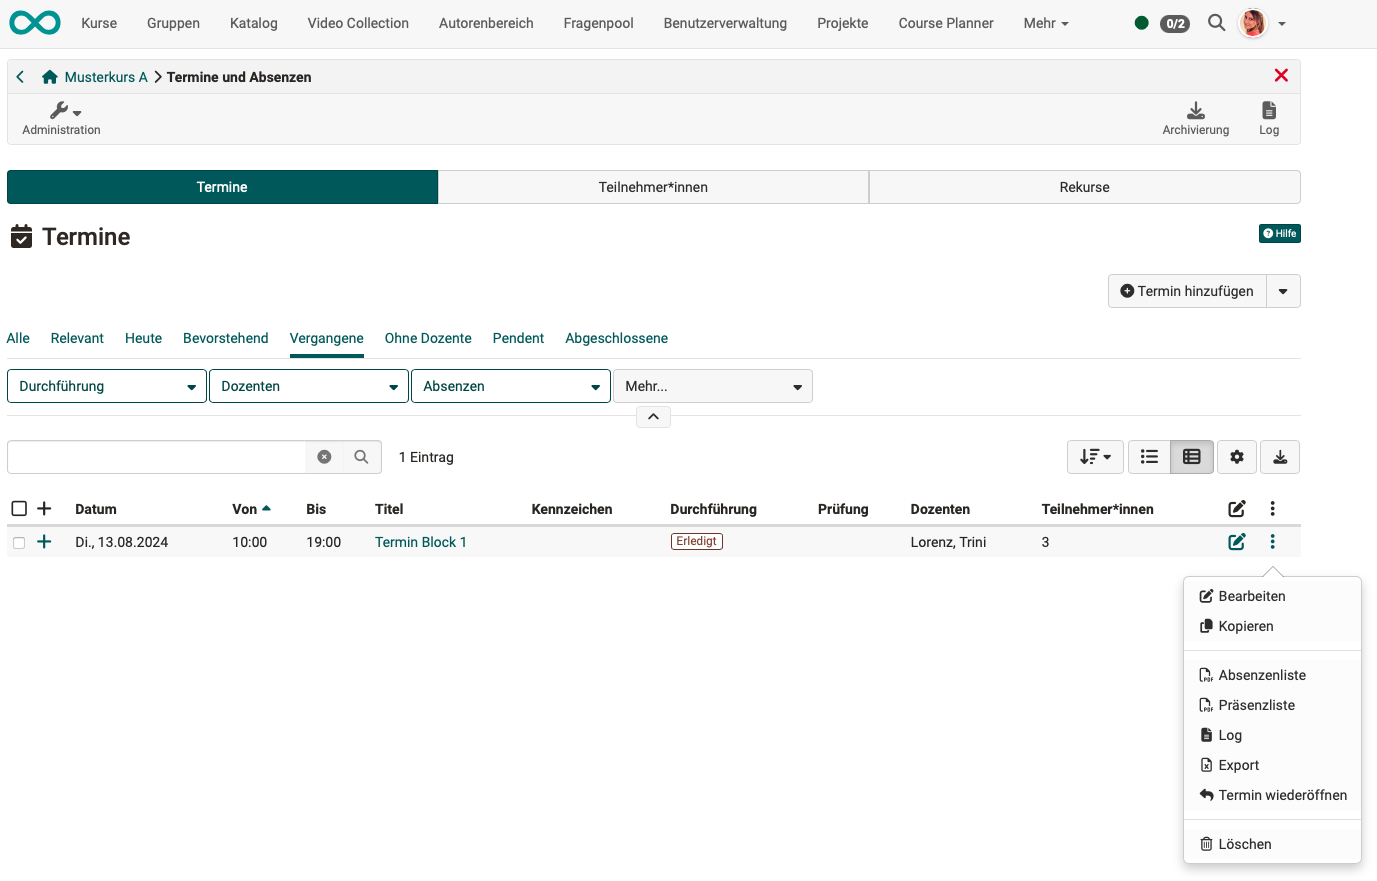 Kurse Gruppen Katalog Video Collection Autorenbereich Fragenpool Benutzerverwaltung Projekte Course Planner Mehr 0/2
Musterkurs A Termine und Absenzen
Administration Archivierung Log
Termine Teilnehmer*innen Rekurse
Termine
Hilfe
Termin hinzufügen
Alle Relevant Heute Bevorstehend Vergangene Ohne Dozente Pendent Abgeschlossene
Durchführung Dozenten Absenzen Mehr...
1 Eintrag
Datum Von Bis Titel Kennzeichen Durchführung Prüfung Dozenten Teilnehmer*innen
Di., 13.08.2024 10:00 19:00 Termin Block 1 Erledigt Lorenz, Trini 3
Bearbeiten
Kopieren
PDF Absenzenliste
PDF Präsenzliste
Log
Export
Termin wiederöffnen
Löschen